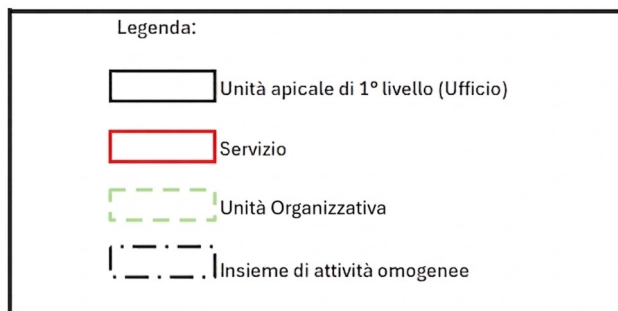 Legenda:
Unità apicale di 1° livello (Ufficio)
Servizio
Unità Organizzativa
Insieme di attività omogenee